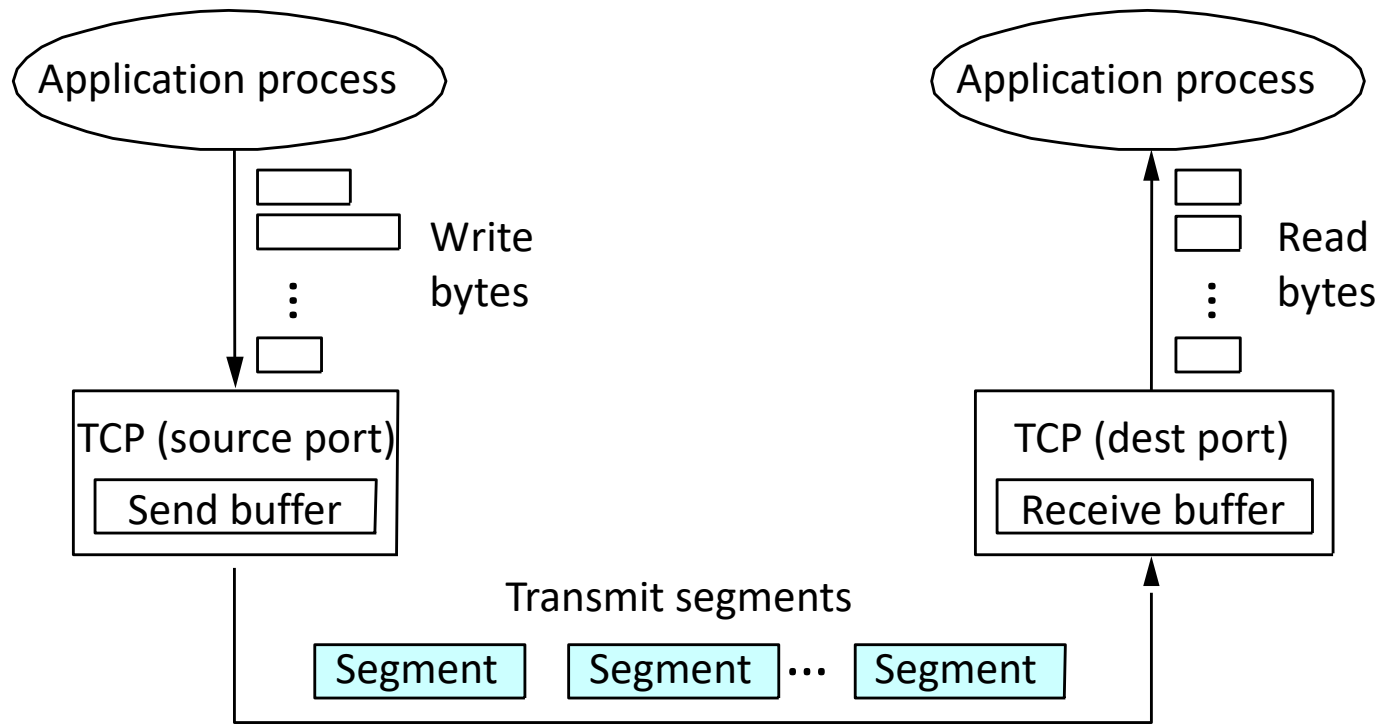 Application process
Application process
Write
bytes
Read
bytes
TCP (source port)
Send buffer
TCP (dest port)
Receive buffer
Transmit segments
Segment
Segment
...
Segment